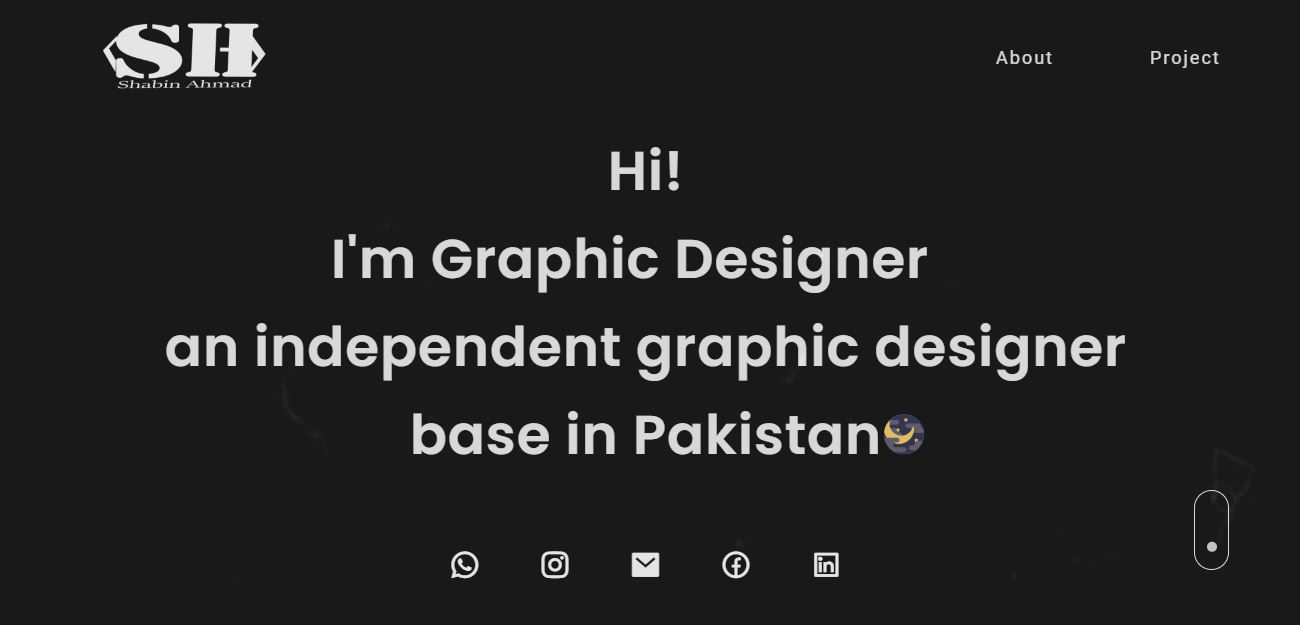 SH
Shabin Ahmad
About
Project
Hi!
I'm Graphic Designer
an independent graphic designer
base in Pakistan